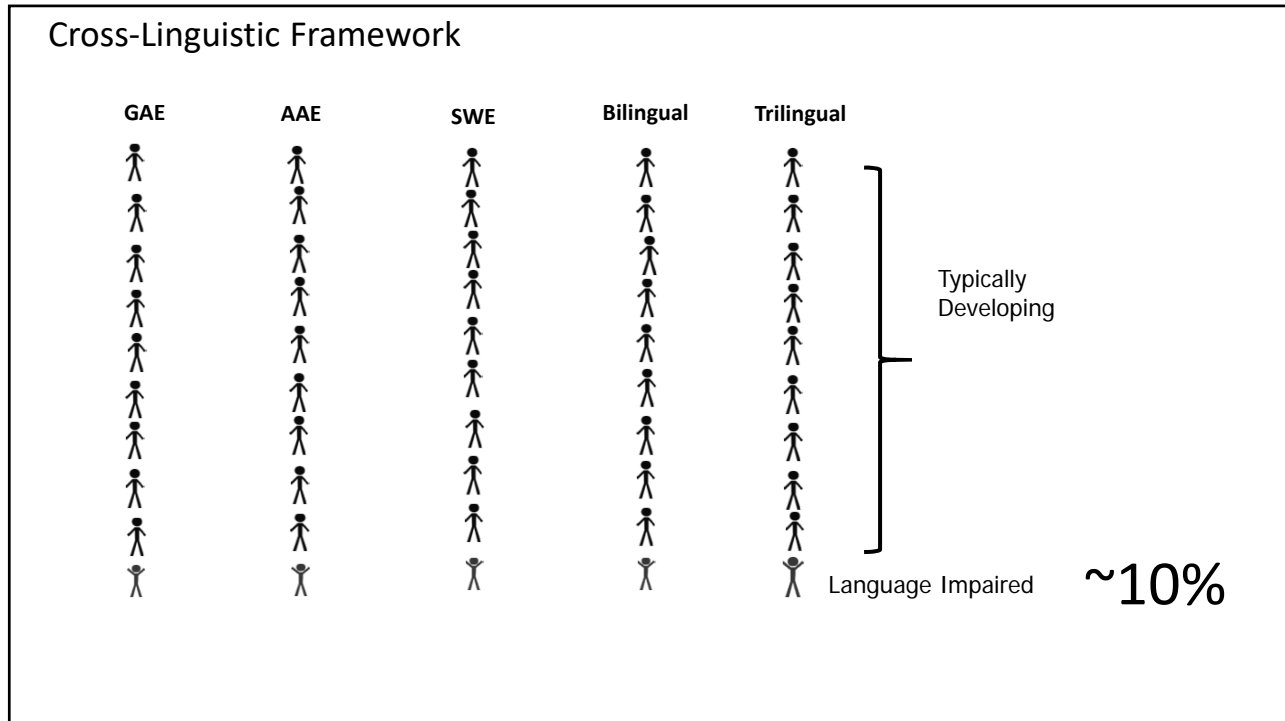 Cross-Linguistic Framework
GAE AAE SWE Bilingual Trilingual
Typically
Developing
Language Impaired ~10%